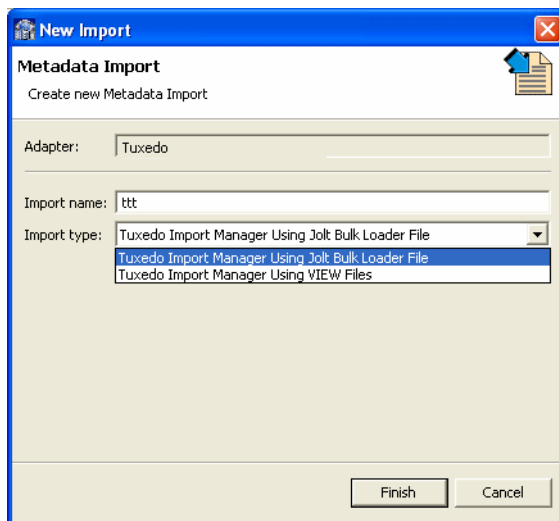 New Import
Metadata Import
Create new Metadata Import
Adapter: Tuxedo
Import name: ttt
Import type: Tuxedo Import Manager Using Jolt Bulk Loader File
Tuxedo Import Manager Using Jolt Bulk Loader File
Tuxedo Import Manager Using VIEW Files
Finish Cancel